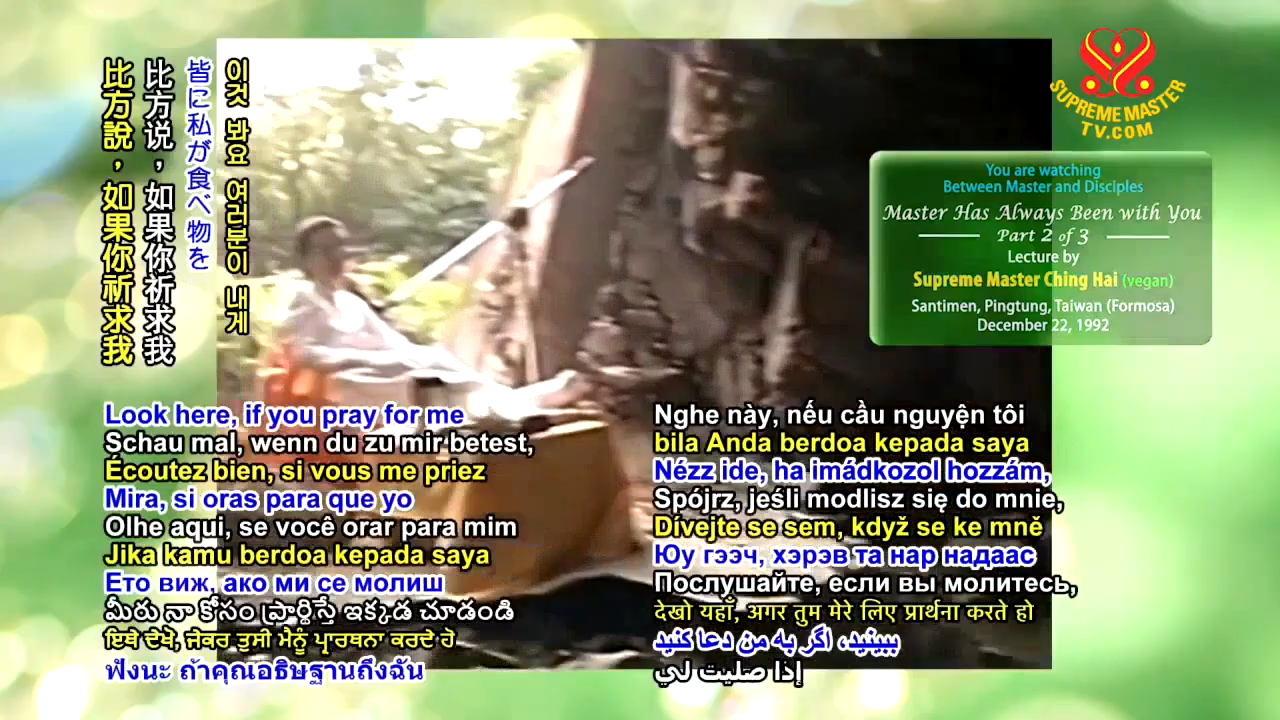 比方說，如果你祈求我
比方说，如果你祈求我
皆に私が食べ物を
이것 봐요 여러분이 내게
SUPREME MASTER
TV.COM
You are watching
Between Master and Disciples
Master Has Always Been with You
Part 2 of 3
Lecture by
Supreme Master Ching Hai (vegan)
Santimen, Pingtung, Taiwan (Formosa)
December 22, 1992
Look here, if you pray for me
Schau mal, wenn du zu mir betest,
Écoutez bien, si vous me priez
Mira, si oras para que yo
Olhe aqui, se você orar para mim
Jika kamu berdoa kepada saya
Ето виж, ако ми се молиш
మీరు నా కోసం ప్రార్థిస్తే ఇక్కడ చూడండి
ਇਥੇ ਦੇਖੋ, ਜੇਕਰ ਤੁਸੀ ਮੈਨੂੰ ਪ੍ਰਾਰਥਨਾ ਕਰਦੇ ਹੋ
ฟังนะ ถ้าคุณอธิษฐานถึงฉัน
Nghe này, nếu cầu nguyện tôi
bila Anda berdoa kepada saya
Nézz ide, ha imádkozol hozzám,
Spójrz, jeśli modlisz się do mnie,
Dívejte se sem, když se ke mně
Юу гээч, хэрэв та нар надаас
Послушайте, если вы молитесь,
देखो यहाँ, अगर तुम मेरे लिए प्रार्थना करते हो
ببینید، اگر به من دعا کنید
إذا صليت لي